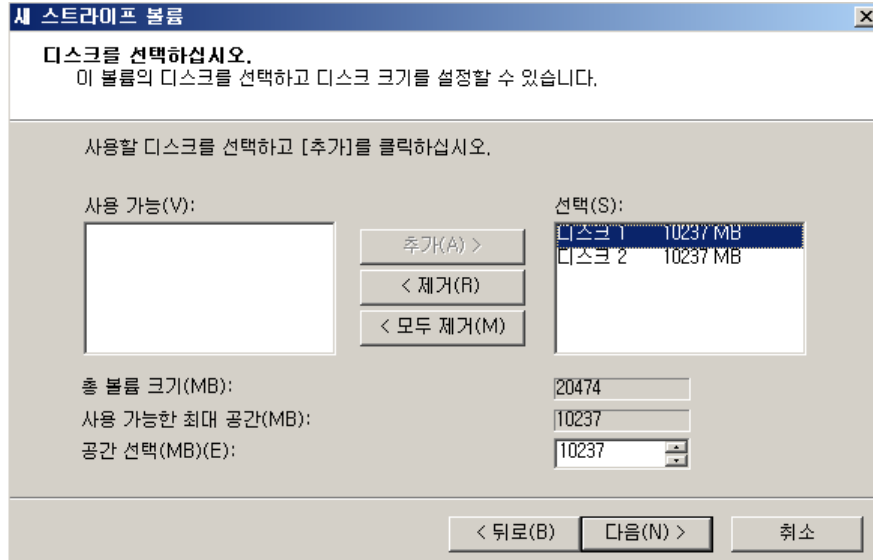 새 스트라이프 볼륨
디스크를 선택하십시오.
이 볼륨의 디스크를 선택하고 디스크 크기를 설정할 수 있습니다.
사용할 디스크를 선택하고 [추가]를 클릭하십시오.
사용 가능(V):
선택(S):
추가(A) >
< 제거(R)
< 모두 제거(M)
디스크 1 10237 MB
디스크 2 10237 MB
총 볼륨 크기(MB): 20474
사용 가능한 최대 공간(MB): 10237
공간 선택(MB)(E): 10237
< 뒤로(B) 다음(N) > 취소